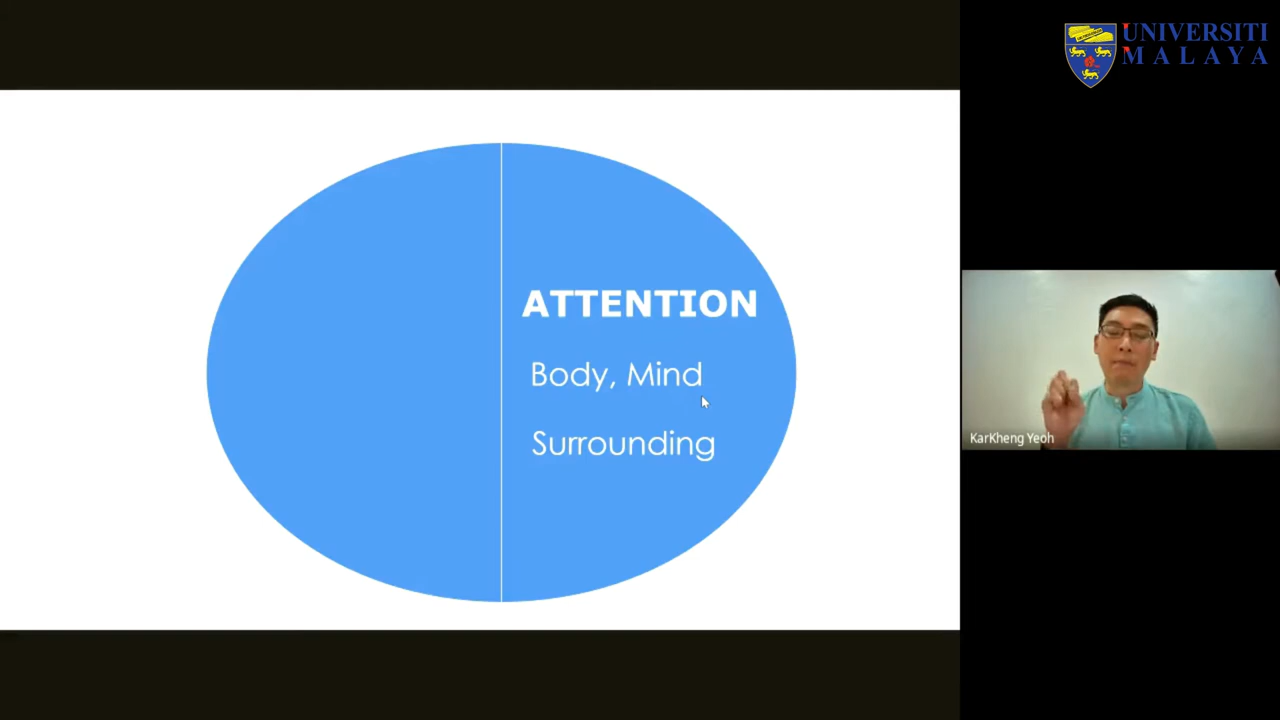 UNIVERSITI
MALAYA
ATTENTION
Body, Mind
Surrounding
KarKheng Yeoh